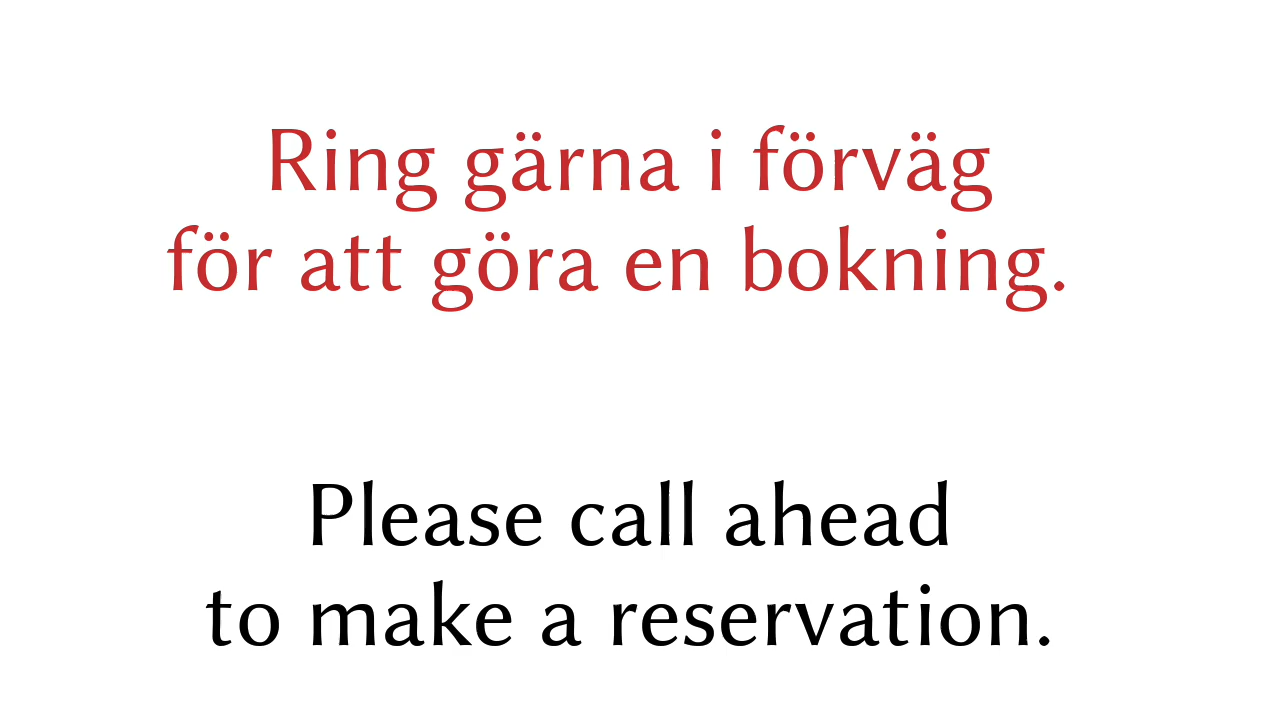 Ring gärna i förväg
för att göra en bokning.
Please call ahead
to make a reservation.